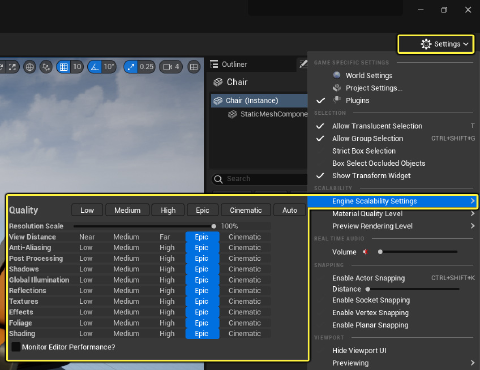 Settings
10
10°
0.25
4
Outliner
Chair
Chair (Instance)
StaticMeshCompone
Search
GAME SPECIFIC SETTINGS
World Settings
Project Settings...
Plugins
SELECTION
Allow Translucent Selection T
Allow Group Selection CTRL+SHIFT+G
Strict Box Selection
Box Select Occluded Objects
Show Transform Widget
SCALABILITY
Engine Scalability Settings
Material Quality Level
Preview Rendering Level
REAL TIME AUDIO
Volume
SNAPPING
Enable Actor Snapping CTRL+SHIFT+K
Distance
Enable Socket Snapping
Enable Vertex Snapping
Enable Planar Snapping
VIEWPORT
Hide Viewport UI
Previewing
Quality Low Medium High Epic Cinematic Auto
Resolution Scale 100%
View Distance Near Medium Far Epic Cinematic
Anti-Aliasing Low Medium High Epic Cinematic
Post Processing Low Medium High Epic Cinematic
Shadows Low Medium High Epic Cinematic
Global Illumination Low Medium High Epic Cinematic
Reflections Low Medium High Epic Cinematic
Textures Low Medium High Epic Cinematic
Effects Low Medium High Epic Cinematic
Foliage Low Medium High Epic Cinematic
Shading Low Medium High Epic Cinematic
Monitor Editor Performance?